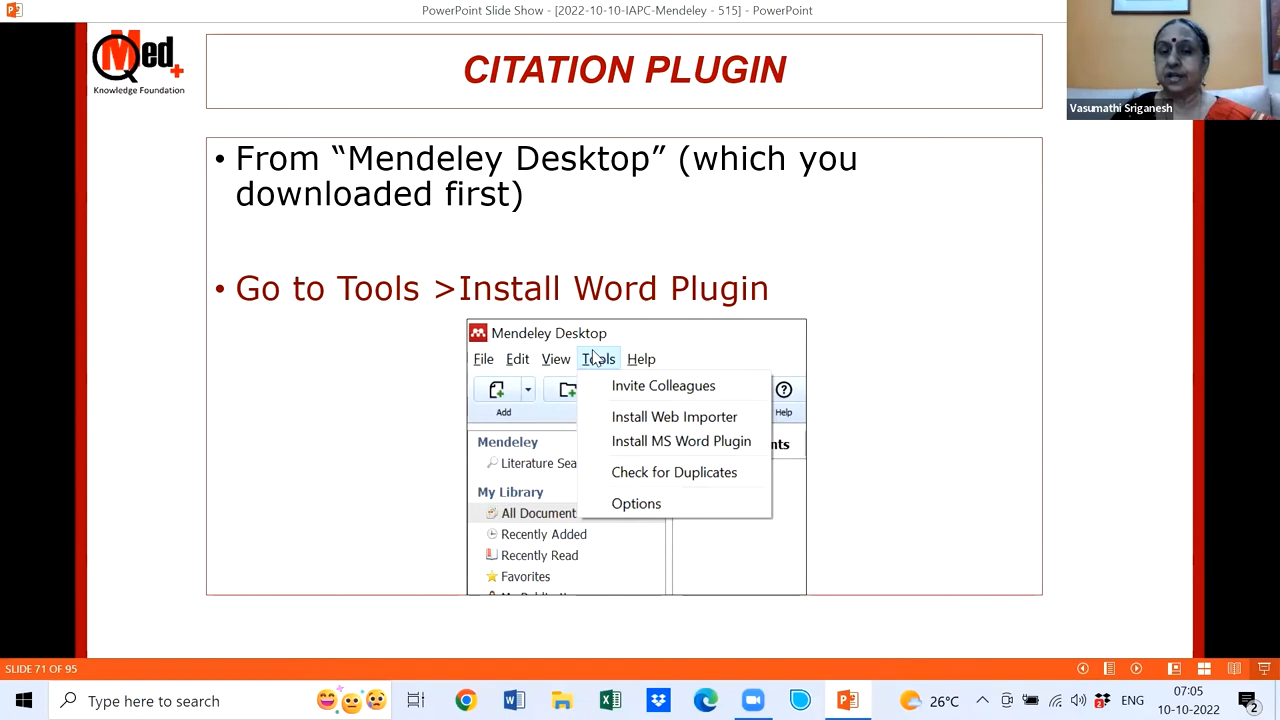 PowerPoint Slide Show - [2022-10-10-IAPC-Mendeley - 515] - PowerPoint
QMed+
Knowledge Foundation
CITATION PLUGIN
Vasumathi Sriganesh
• From “Mendeley Desktop” (which you
downloaded first)
• Go to Tools >Install Word Plugin
Mendeley Desktop
File Edit View Tools Help
Invite Colleagues
Install Web Importer
Install MS Word Plugin
Check for Duplicates
Options
Add
Help
nts
Mendeley
Literature Sea
My Library
All Document
Recently Added
Recently Read
Favorites
SLIDE 71 OF 95
Type here to search
26°C
ENG
07:05
10-10-2022
2
2